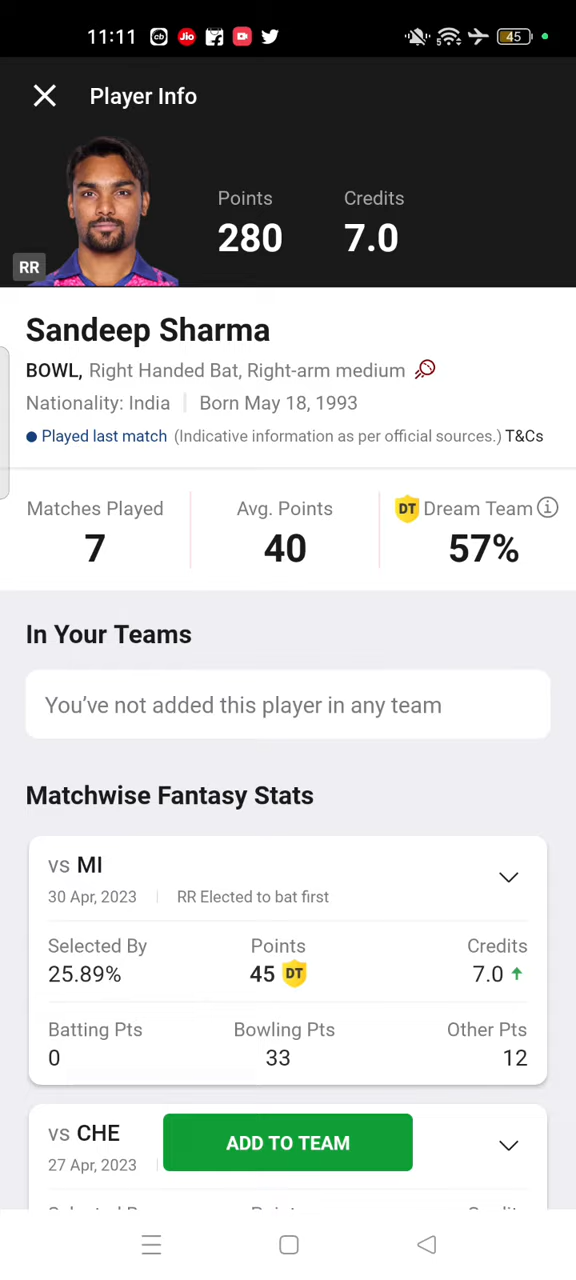 11:11
Jio
45
Player Info
Points
Credits
280
7.0
RR
Sandeep Sharma
BOWL, Right Handed Bat, Right-arm medium
Nationality: India | Born May 18, 1993
Played last match (Indicative information as per official sources.) T&Cs
Matches Played
Avg. Points
DT Dream Team
7
40
57%
In Your Teams
You’ve not added this player in any team
Matchwise Fantasy Stats
vs MI
30 Apr, 2023 | RR Elected to bat first
Selected By
Points
Credits
25.89%
45 DT
7.0
Batting Pts
Bowling Pts
Other Pts
0
33
12
vs CHE
ADD TO TEAM
27 Apr, 2023